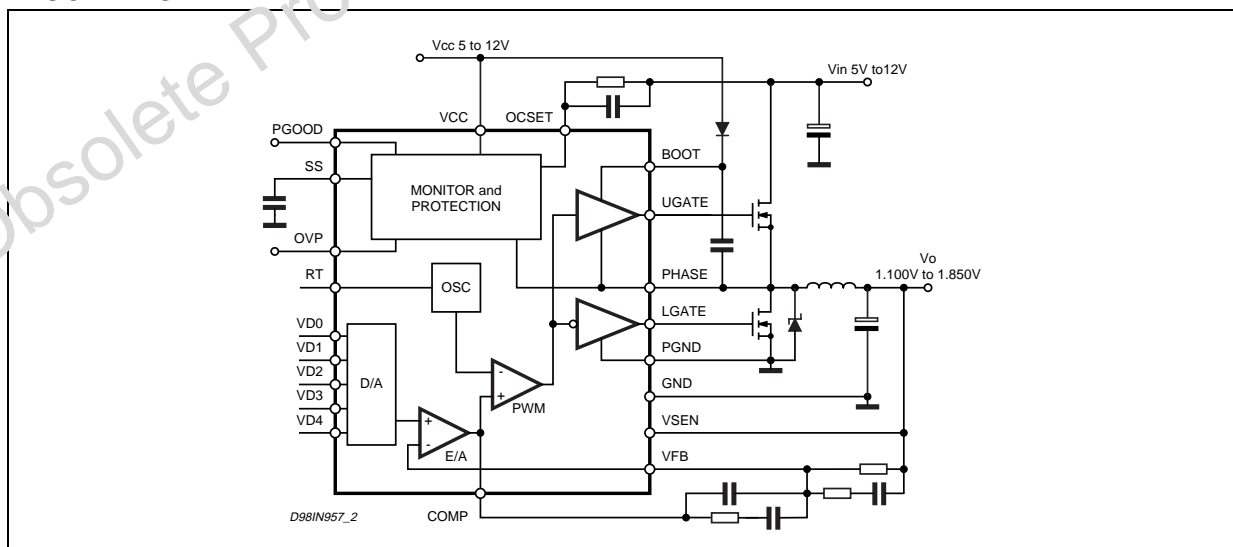 Obsolete Pro
Vcc 5 to 12V
Vin 5V to12V
VCC
OCSET
PGOOD
BOOT
SS
MONITOR and
PROTECTION
UGATE
OVP
Vo
1.100V to 1.850V
RT
OSC
PHASE
LGATE
VD0
VD1
PGND
VD2
D/A
-
+
PWM
GND
VD3
VD4
+
-
E/A
VSEN
VFB
D98IN957_2
COMP